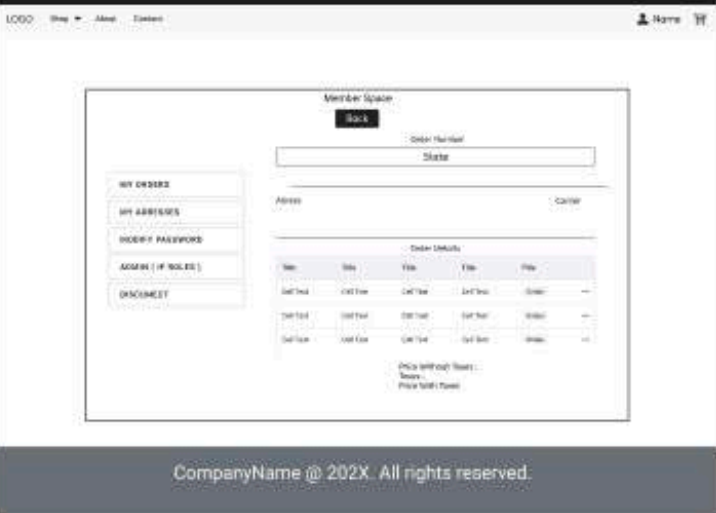 LOGO Shop About Contact Name
Member Space
Back
Order Number
State
MY ORDERS
MY ADRESSES
MODIFY PASSWORD
ADMIN ( IF ROLES )
DISCONNECT
Adress Carrier
Order Details
Title Title Title Title Title
Cell Text Cell Text Cell Text Cell Text
Cell Text Cell Text Cell Text Cell Text
Cell Text Cell Text Cell Text Cell Text
Price Without Taxes :
Taxes :
Price With Taxes
CompanyName @ 202X. All rights reserved.